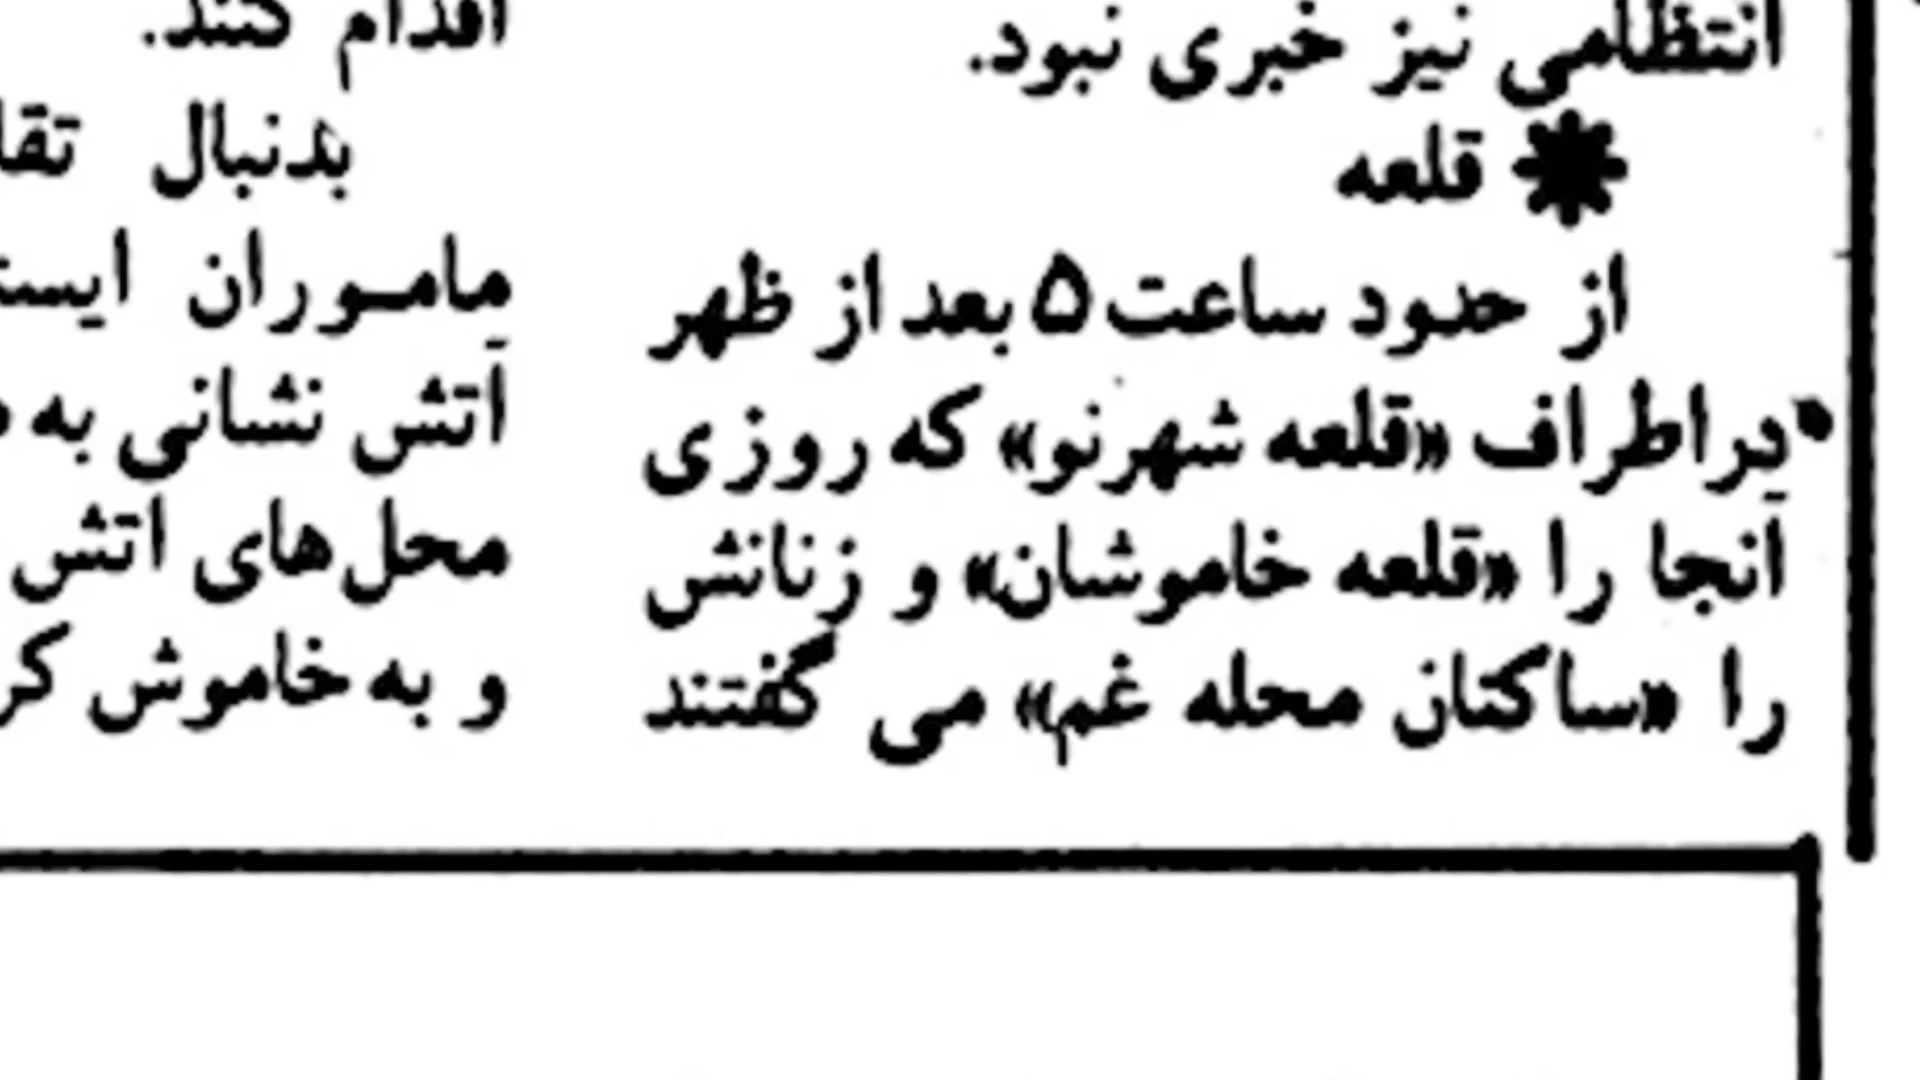 انتظامی نیز خبری نبود.
قلعه
از حدود ساعت ۵ بعد از ظهر
در اطراف «قلعه شهرنو» که روزی
آنجا را «قلعه خاموشان» و زنانش
را «ساکنان محله غم» می گفتند
اقدام کنند.
بدنبال
ماموران
آتش نشانی به
محل‌های آتش
و به خاموش